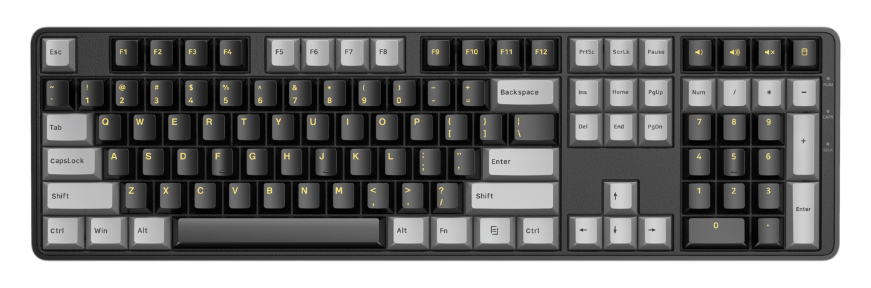 Esc F1 F2 F3 F4 F5 F6 F7 F8 F9 F10 F11 F12 PrtSc ScrLk Pause
~ ! @ # $ % ^ & * ( ) – +
` 1 2 3 4 5 6 7 8 9 0 - = Backspace Ins Home PgUp Num / * –
Tab Q W E R T Y U I O P { } | Del End PgDn 7 8 9 +
[ ] \
CapsLock A S D F G H J K L : " Enter 4 5 6
; '
Shift Z X C V B N M < > ? Shift ↑ 1 2 3 Enter
, . /
Ctrl Win Alt Alt Fn Ctrl ← ↓ → 0 .
NUM
CAPS